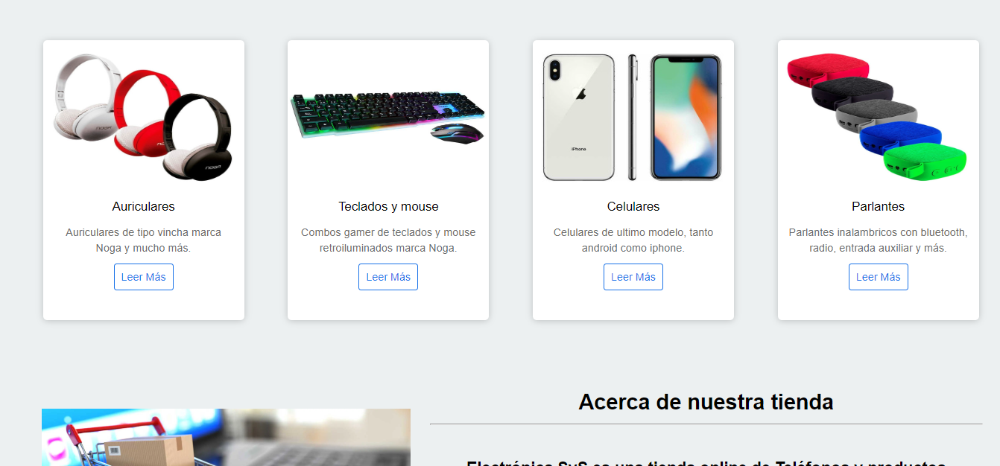 NOGA
NOGA
iPhone
Auriculares
Teclados y mouse
Celulares
Parlantes
Auriculares de tipo vincha marca
Noga y mucho más.
Combos gamer de teclados y mouse
retroiluminados marca Noga.
Celulares de ultimo modelo, tanto
android como iphone.
Parlantes inalambricos con bluetooth,
radio, entrada auxiliar y más.
Leer Más
Leer Más
Leer Más
Leer Más
Acerca de nuestra tienda
Electrónica SyS es una tienda online de Teléfonos y productos